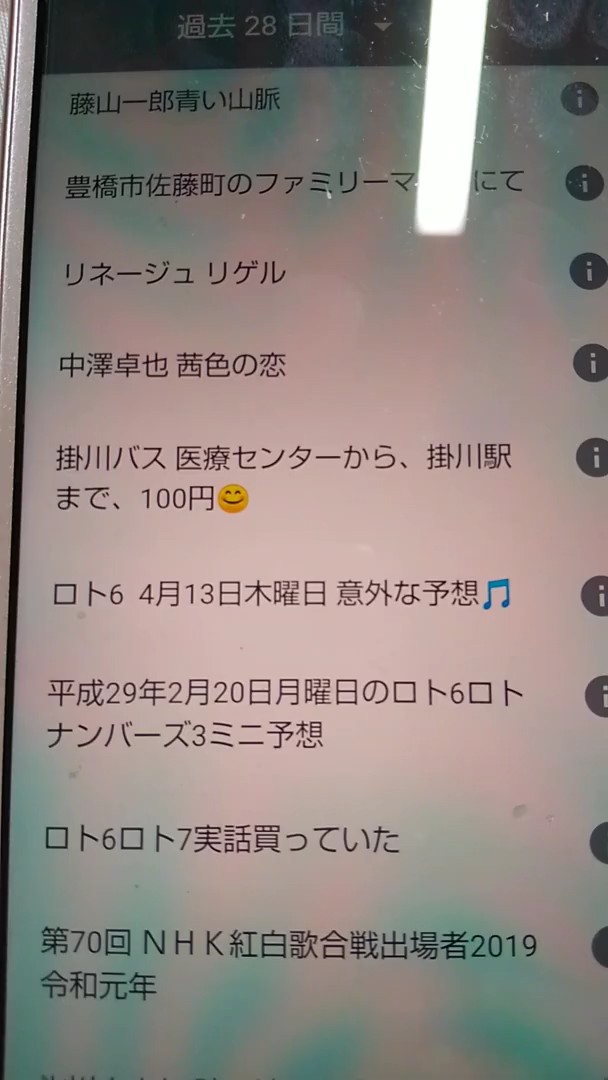 過去 28 日間
藤山一郎青い山脈
豊橋市佐藤町のファミリーマ にて
リネージュ リゲル
中澤卓也 茜色の恋
掛川バス 医療センターから、掛川駅
まで、100円😊
ロト6 4月13日木曜日 意外な予想🎵
平成29年2月20日月曜日のロト6ロト
ナンバーズ3ミニ予想
ロト6ロト7実話買っていた
第70回 ＮＨＫ紅白歌合戦出場者2019
令和元年